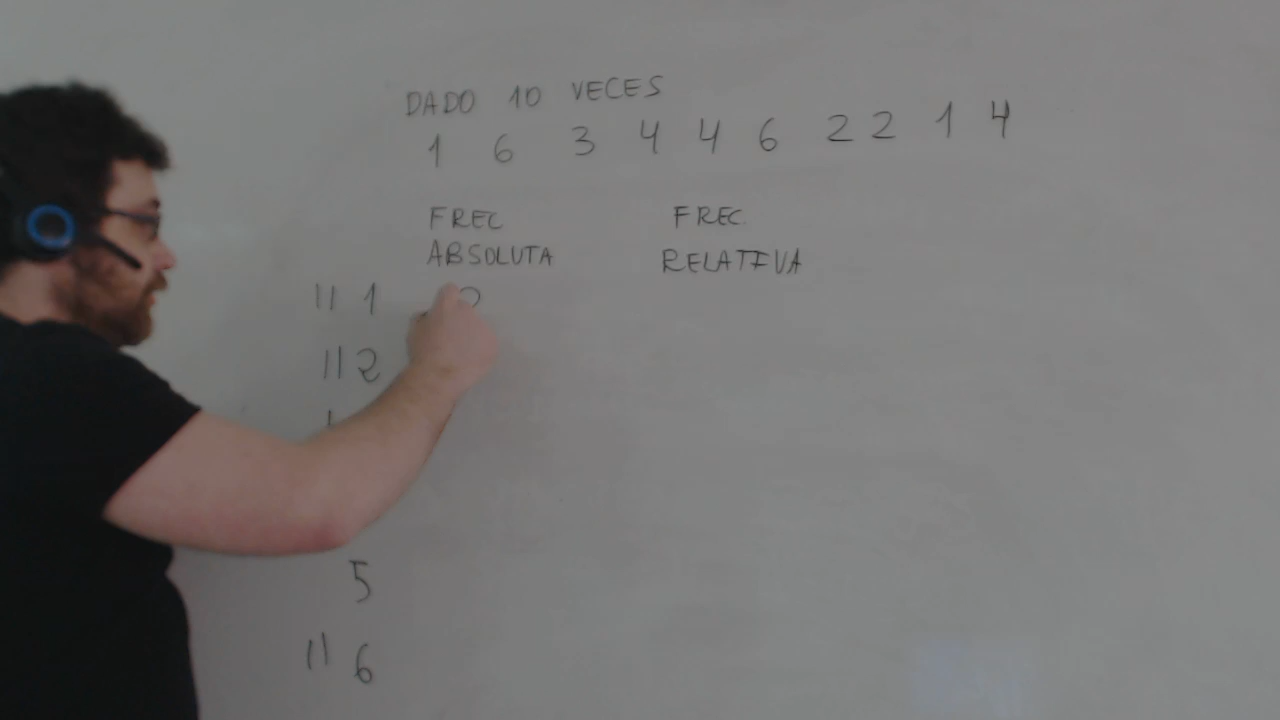 DADO 10 VECES
1 6 3 4 4 6 2 2 1 4
FREC FREC.
ABSOLUTA RELATIVA
|| 1 2
|| 2
|
5
|| 6